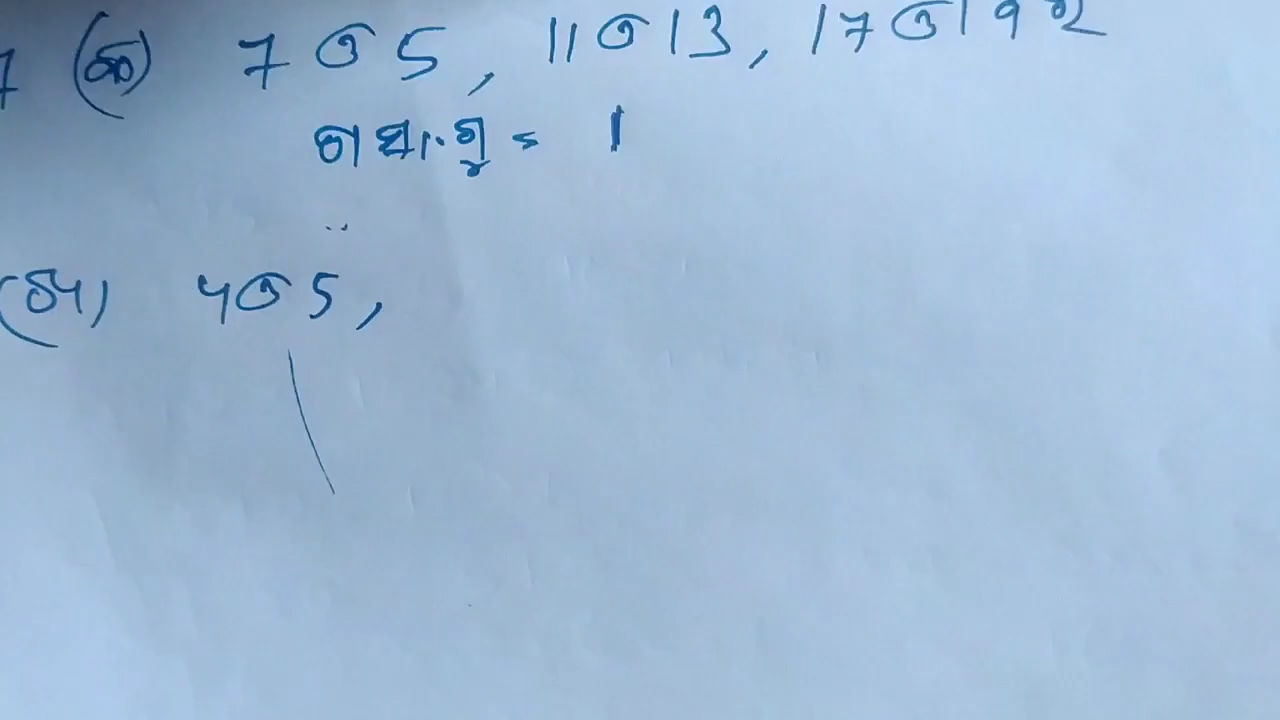 7 (କ) 7 ଓ 5, 11 ଓ 13, 17 ଓ 19 ର
ଗ.ସା.ଗୁ = 1
(ଖ) 4 ଓ 5,